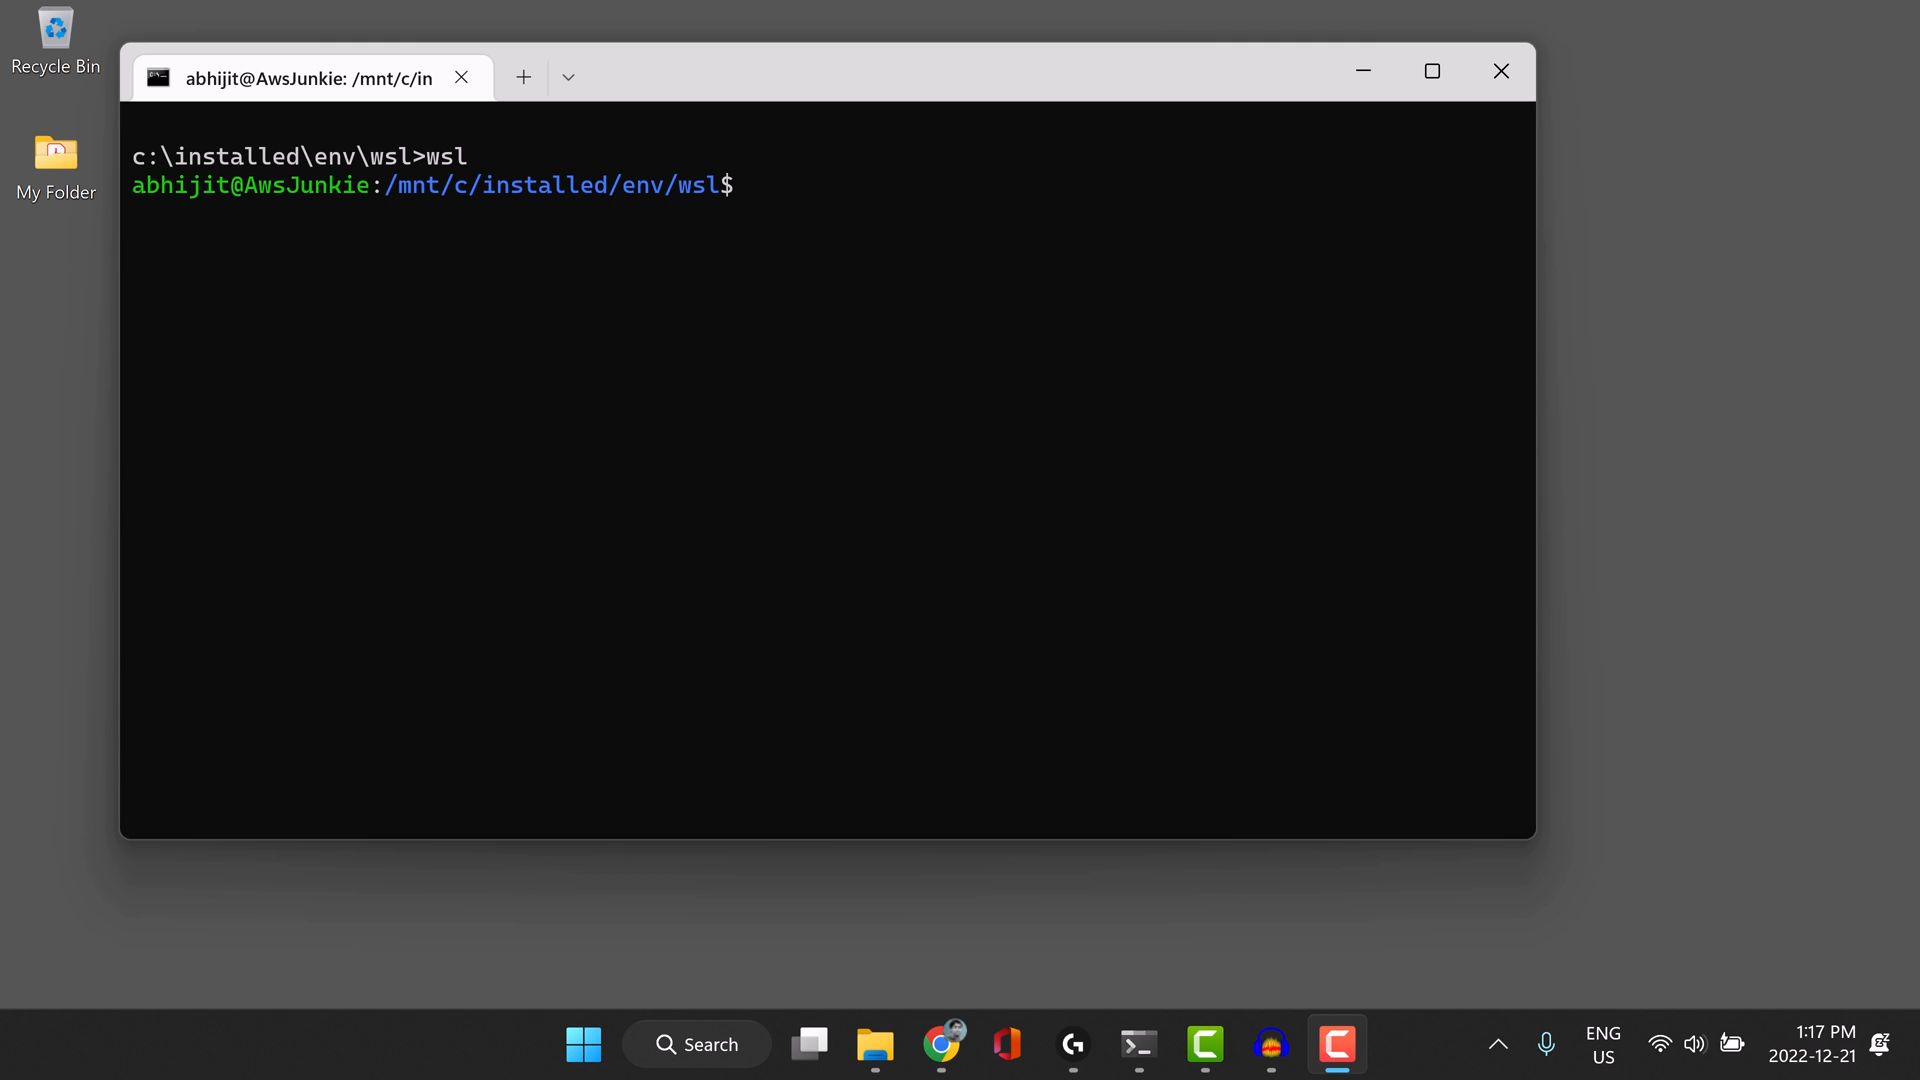 Recycle Bin
My Folder
abhijit@AwsJunkie: /mnt/c/in
c:\installed\env\wsl>wsl
abhijit@AwsJunkie:/mnt/c/installed/env/wsl$
Search
ENG
US
1:17 PM
2022-12-21